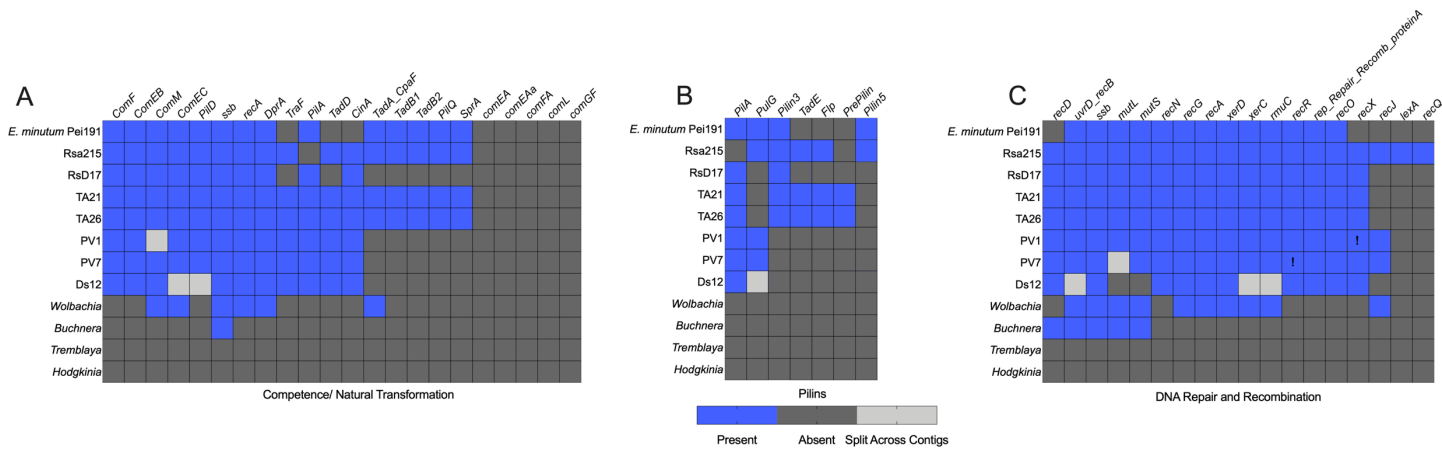 A
ComF ComEB ComM ComEC PilD ssb recA DprA TraF PilA TadD CinA TadA_CpaF TadB1 TadB2 PilQ SprA comEA comEAa comFA comL comGF
E. minutum Pei191
Rsa215
RsD17
TA21
TA26
PV1
PV7
Ds12
Wolbachia
Buchnera
Tremblaya
Hodgkinia
Competence/ Natural Transformation
B
PilA PulG Pilin3 TadE Flp PrePilin Pilin5
E. minutum Pei191
Rsa215
RsD17
TA21
TA26
PV1
PV7
Ds12
Wolbachia
Buchnera
Tremblaya
Hodgkinia
Pilins
Present Absent Split Across Contigs
C
recD uvrD_recB ssb mutL mutS recN recG recA xerD xerC rmuC recR rep_Repair_Recomb_proteinA recO recX recJ lexA recQ
E. minutum Pei191
Rsa215
RsD17
TA21
TA26
PV1 !
PV7 !
Ds12
Wolbachia
Buchnera
Tremblaya
Hodgkinia
DNA Repair and Recombination